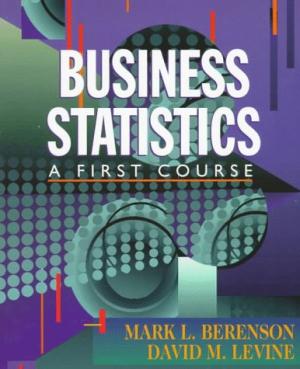 BUSINESS
STATISTICS
A FIRST COURSE
MARK L. BERENSON
DAVID M. LEVINE